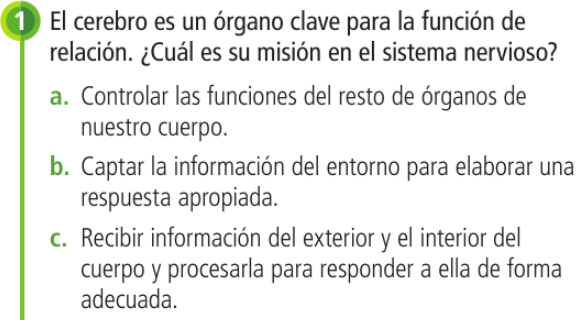 1 El cerebro es un órgano clave para la función de
relación. ¿Cuál es su misión en el sistema nervioso?
a. Controlar las funciones del resto de órganos de
nuestro cuerpo.
b. Captar la información del entorno para elaborar una
respuesta apropiada.
c. Recibir información del exterior y el interior del
cuerpo y procesarla para responder a ella de forma
adecuada.